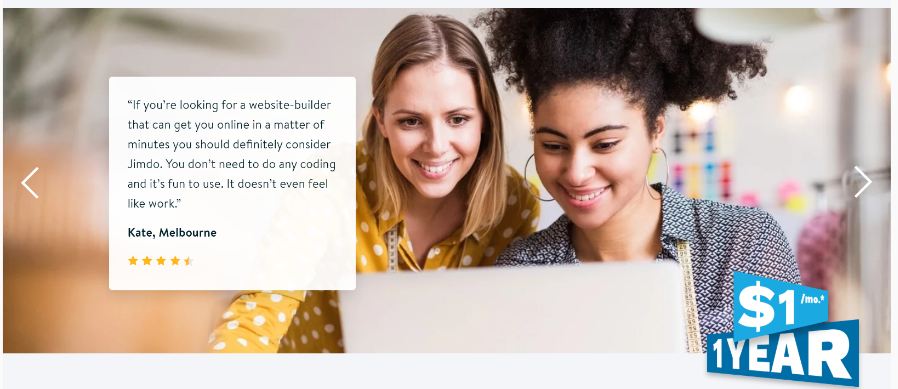 “If you’re looking for a website-builder
that can get you online in a matter of
minutes you should definitely consider
Jimdo. You don’t need to do any coding
and it’s fun to use. It doesn’t even feel
like work.”
Kate, Melbourne
$1 /mo.*
1 YEAR